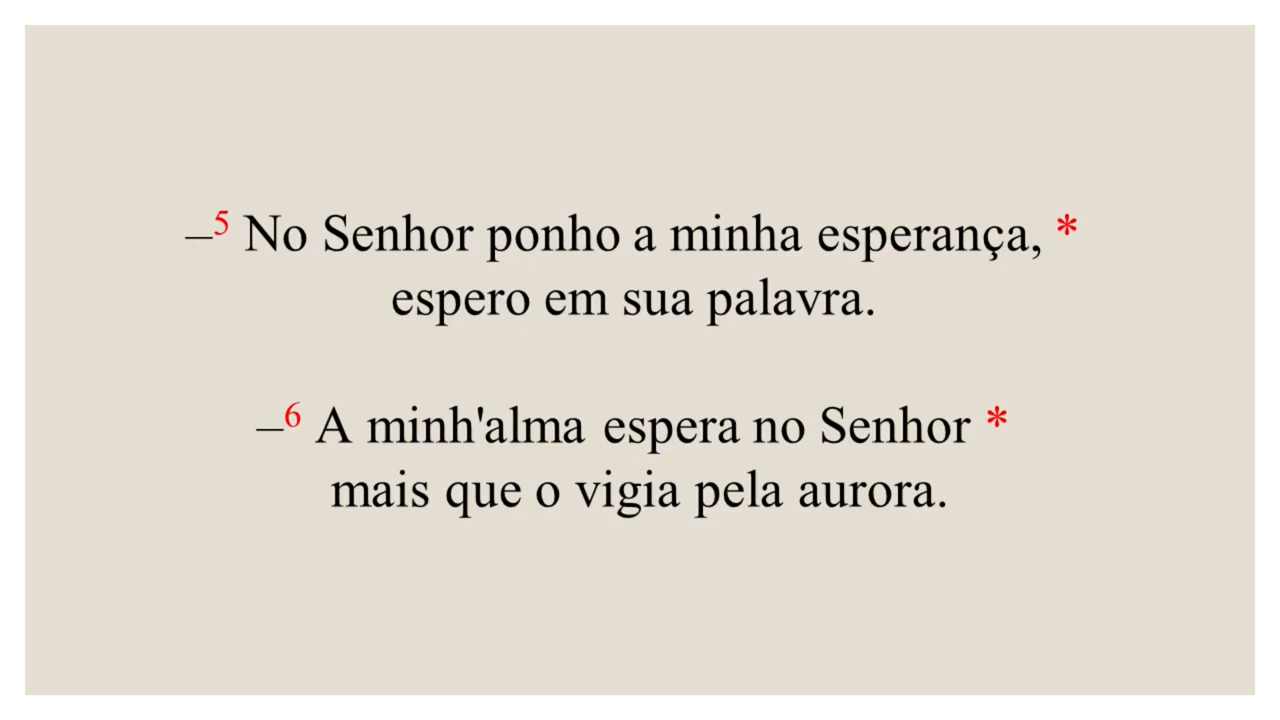 –⁵ No Senhor ponho a minha esperança, *
espero em sua palavra.
–⁶ A minh'alma espera no Senhor *
mais que o vigia pela aurora.